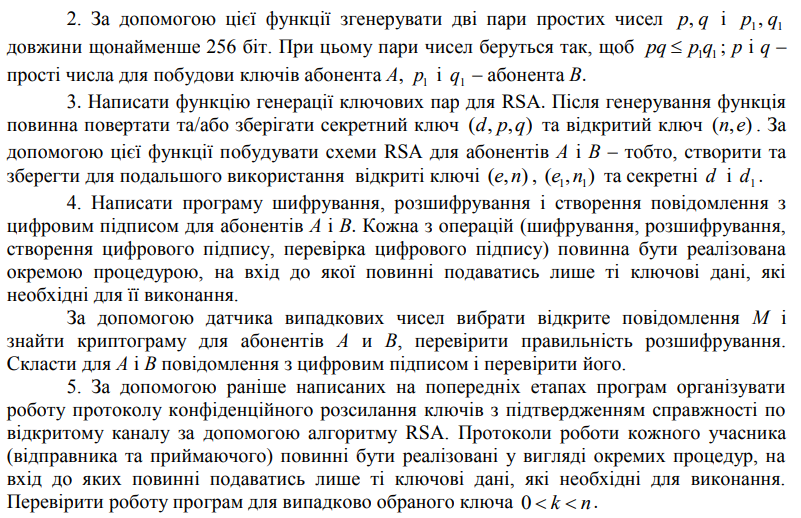 2. За допомогою цієї функції згенерувати дві пари простих чисел p, q і p₁, q₁
довжини щонайменше 256 біт. При цьому пари чисел беруться так, щоб pq ≤ p₁q₁; p і q –
прості числа для побудови ключів абонента A, p₁ і q₁ – абонента B.
3. Написати функцію генерації ключових пар для RSA. Після генерування функція
повинна повертати та/або зберігати секретний ключ (d, p, q) та відкритий ключ (n, e). За
допомогою цієї функції побудувати схеми RSA для абонентів A і B – тобто, створити та
зберегти для подальшого використання відкриті ключі (e, n), (e₁, n₁) та секретні d і d₁.
4. Написати програму шифрування, розшифрування і створення повідомлення з
цифровим підписом для абонентів A і B. Кожна з операцій (шифрування, розшифрування,
створення цифрового підпису, перевірка цифрового підпису) повинна бути реалізована
окремою процедурою, на вхід до якої повинні подаватись лише ті ключові дані, які
необхідні для її виконання.
За допомогою датчика випадкових чисел вибрати відкрите повідомлення M і
знайти криптограму для абонентів A и B, перевірити правильність розшифрування.
Скласти для A і B повідомлення з цифровим підписом і перевірити його.
5. За допомогою раніше написаних на попередніх етапах програм організувати
роботу протоколу конфіденційного розсилання ключів з підтвердженням справжності по
відкритому каналу за допомогою алгоритму RSA. Протоколи роботи кожного учасника
(відправника та приймаючого) повинні бути реалізовані у вигляді окремих процедур, на
вхід до яких повинні подаватись лише ті ключові дані, які необхідні для виконання.
Перевірити роботу програм для випадково обраного ключа 0 < k < n.